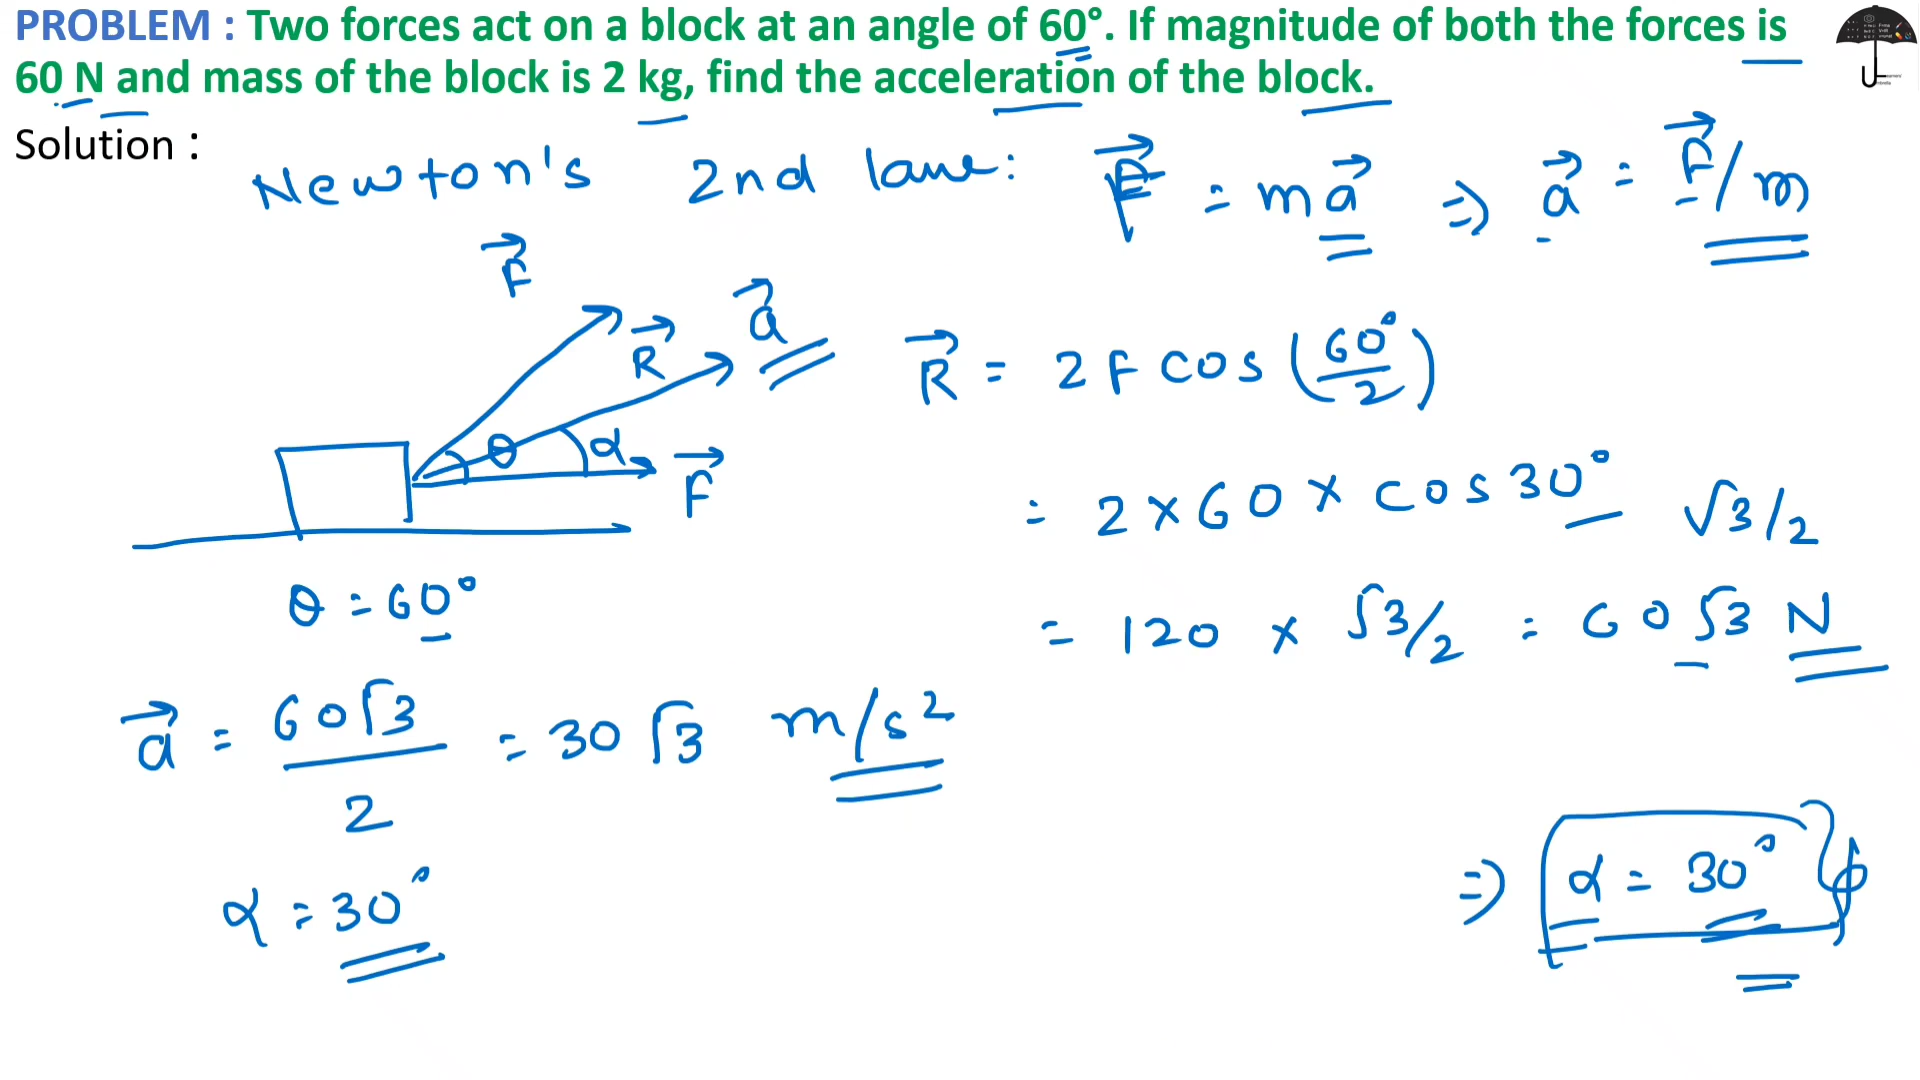 PROBLEM : Two forces act on a block at an angle of 60°. If magnitude of both the forces is
60 N and mass of the block is 2 kg, find the acceleration of the block.
Solution :
Newton's 2nd law: F = ma ⇒ a = F/m
F
R
a
θ
α
F
θ = 60°
R = 2F cos (60°/2)
= 2 × 60 × cos 30° √3/2
= 120 × √3/2 = 60√3 N
a = 60√3/2 = 30√3 m/s²
α = 30°
⇒ α = 30°